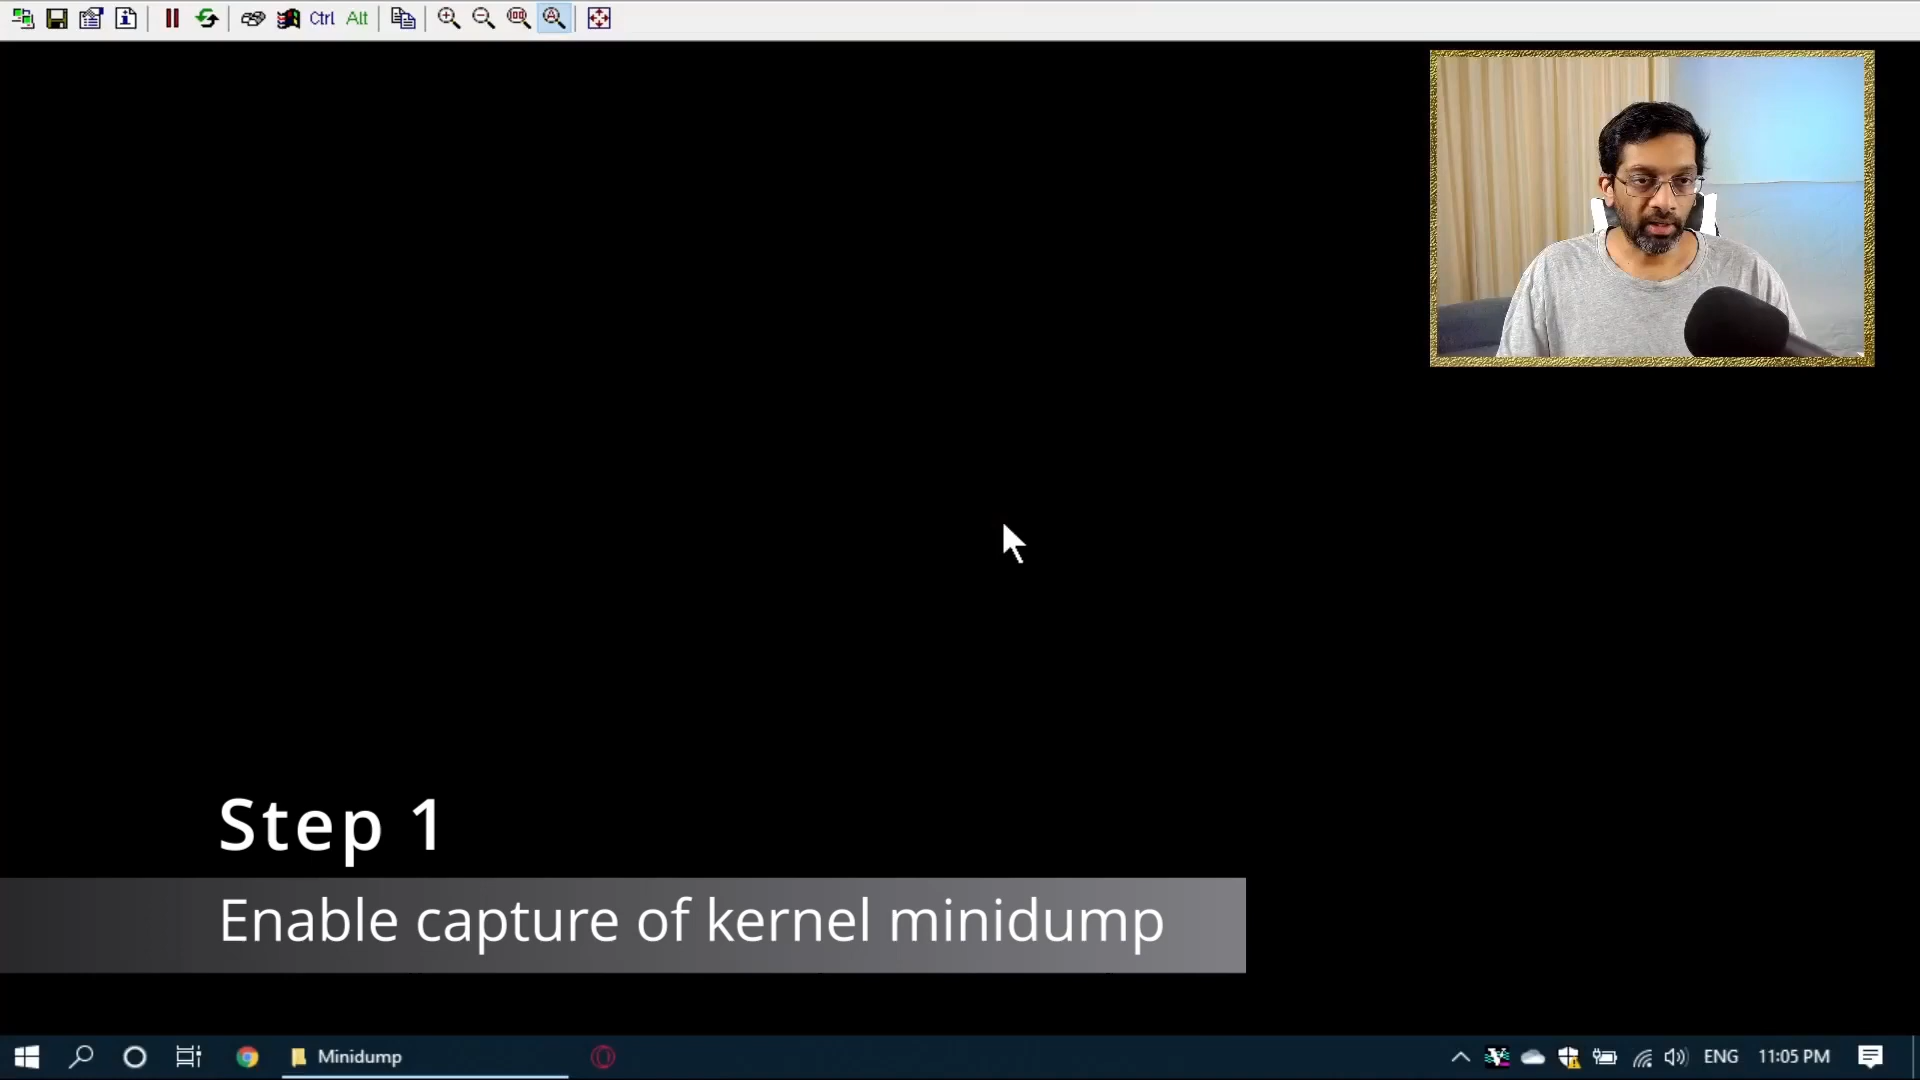 Ctrl Alt
Step 1
Enable capture of kernel minidump
Minidump
ENG 11:05 PM